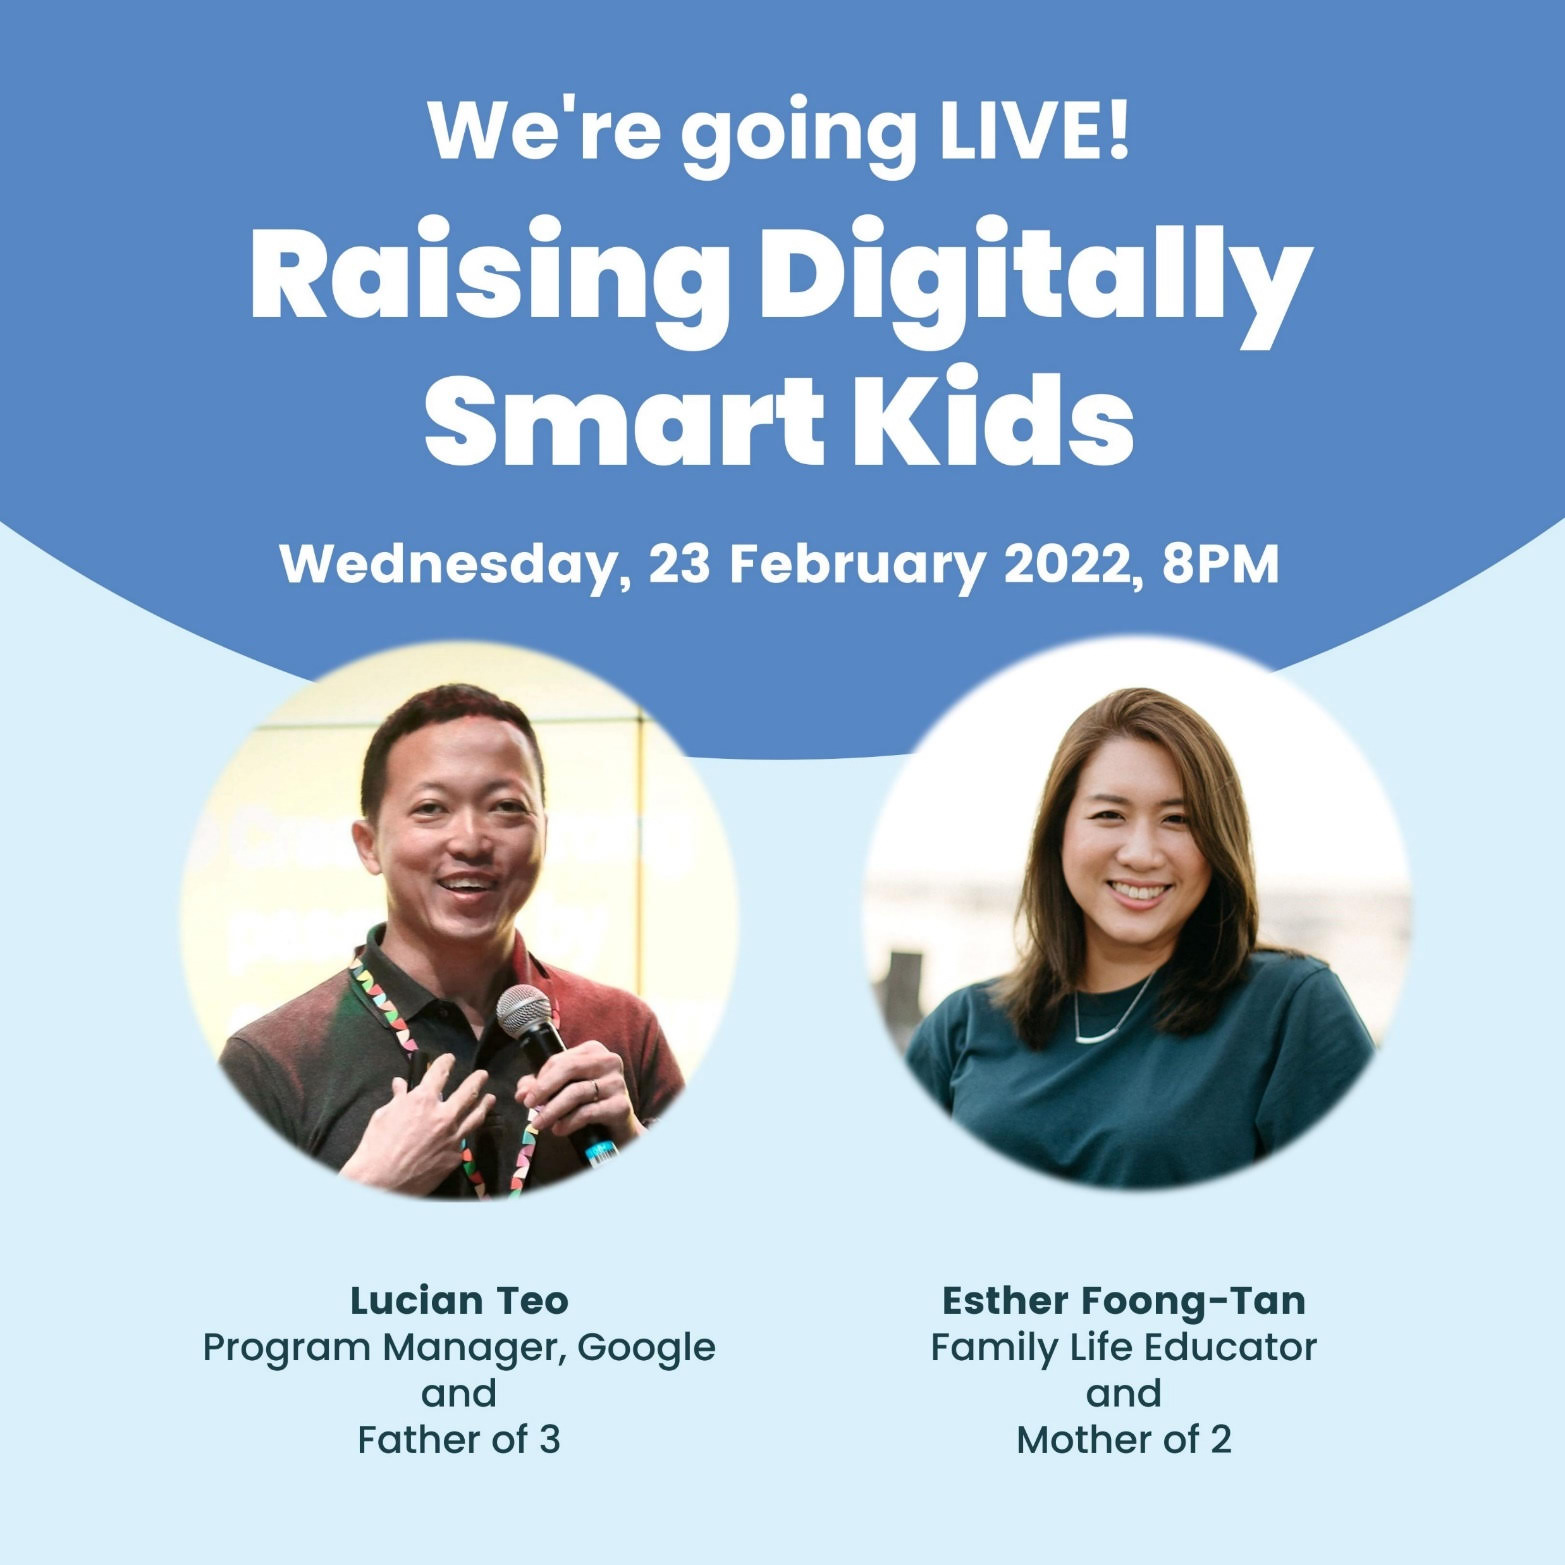 We're going LIVE!
Raising Digitally
Smart Kids
Wednesday, 23 February 2022, 8PM
Lucian Teo
Program Manager, Google
and
Father of 3
Esther Foong-Tan
Family Life Educator
and
Mother of 2